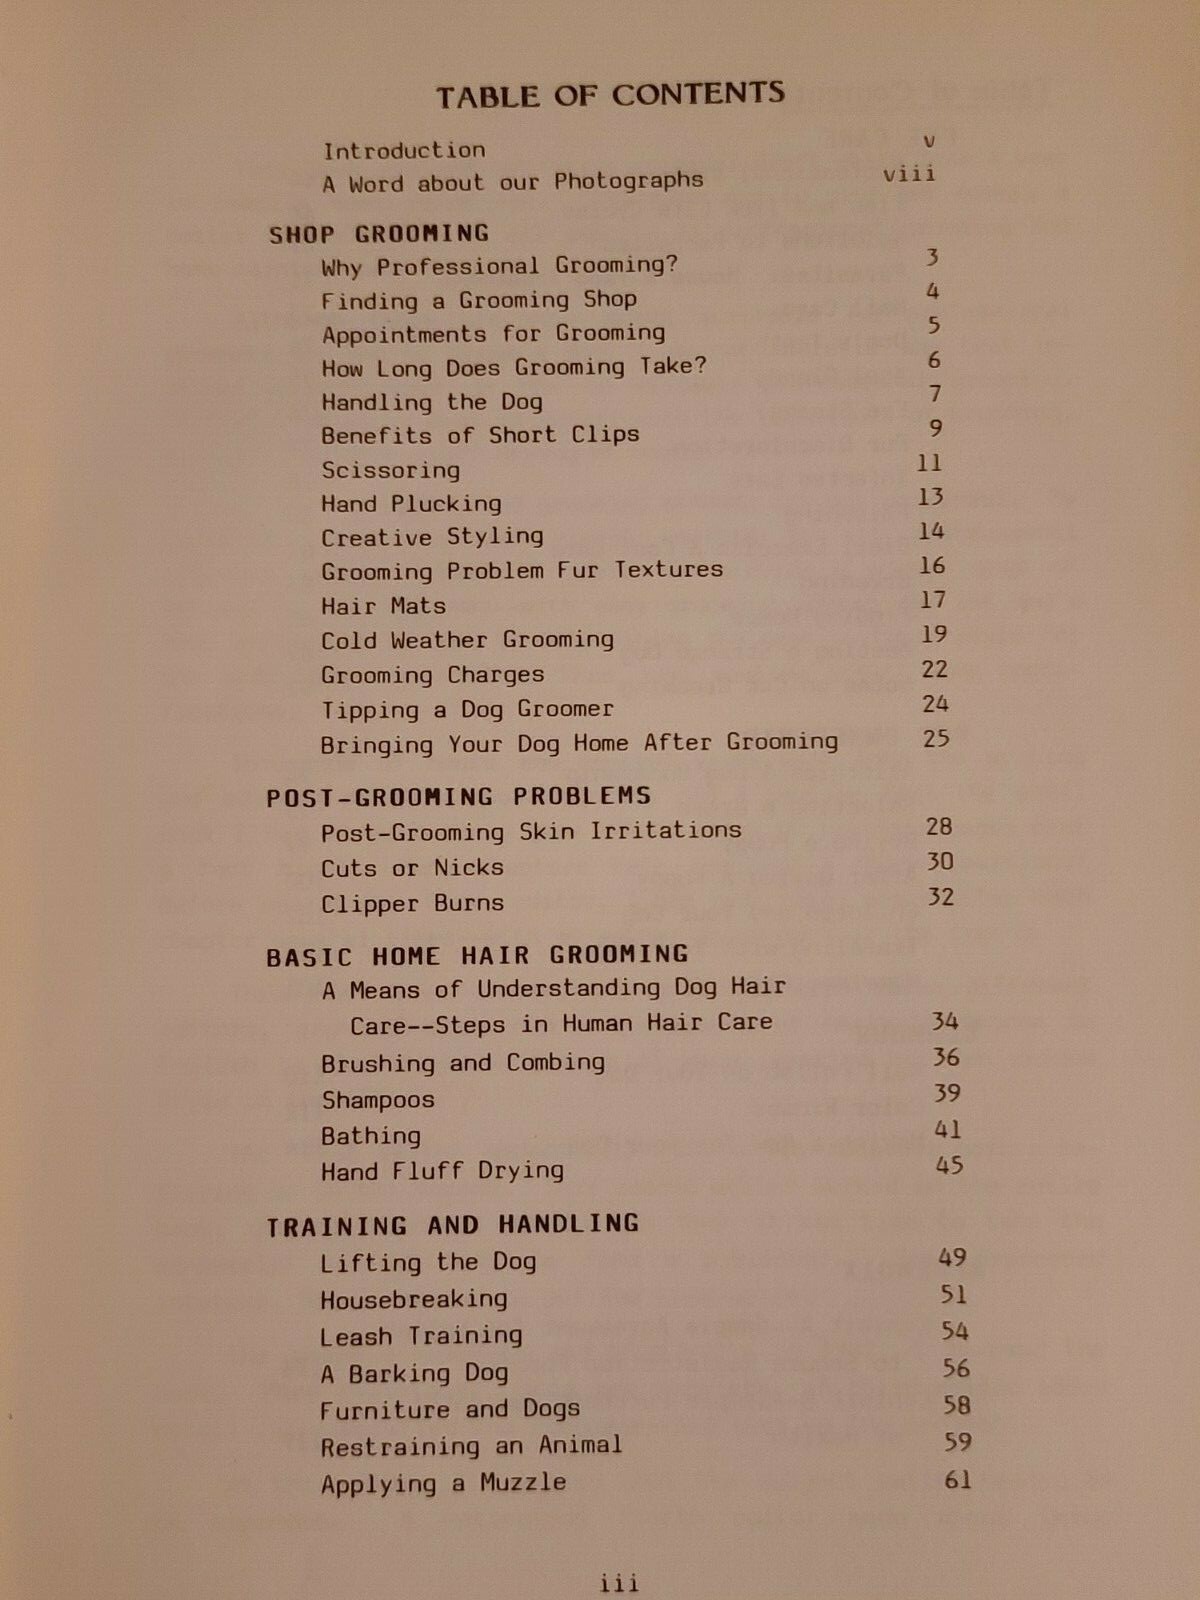 TABLE OF CONTENTS
Introduction v
A Word about our Photographs viii
SHOP GROOMING
Why Professional Grooming? 3
Finding a Grooming Shop 4
Appointments for Grooming 5
How Long Does Grooming Take? 6
Handling the Dog 7
Benefits of Short Clips 9
Scissoring 11
Hand Plucking 13
Creative Styling 14
Grooming Problem Fur Textures 16
Hair Mats 17
Cold Weather Grooming 19
Grooming Charges 22
Tipping a Dog Groomer 24
Bringing Your Dog Home After Grooming 25
POST-GROOMING PROBLEMS
Post-Grooming Skin Irritations 28
Cuts or Nicks 30
Clipper Burns 32
BASIC HOME HAIR GROOMING
A Means of Understanding Dog Hair
Care--Steps in Human Hair Care 34
Brushing and Combing 36
Shampoos 39
Bathing 41
Hand Fluff Drying 45
TRAINING AND HANDLING
Lifting the Dog 49
Housebreaking 51
Leash Training 54
A Barking Dog 56
Furniture and Dogs 58
Restraining an Animal 59
Applying a Muzzle 61
iii